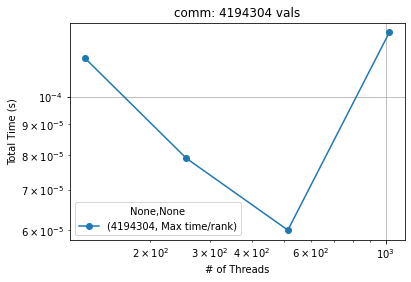 comm: 4194304 vals
Total Time (s)
10⁻⁴
9 × 10⁻⁵
8 × 10⁻⁵
7 × 10⁻⁵
6 × 10⁻⁵
None,None
(4194304, Max time/rank)
2 × 10² 3 × 10² 4 × 10² 6 × 10² 10³
# of Threads